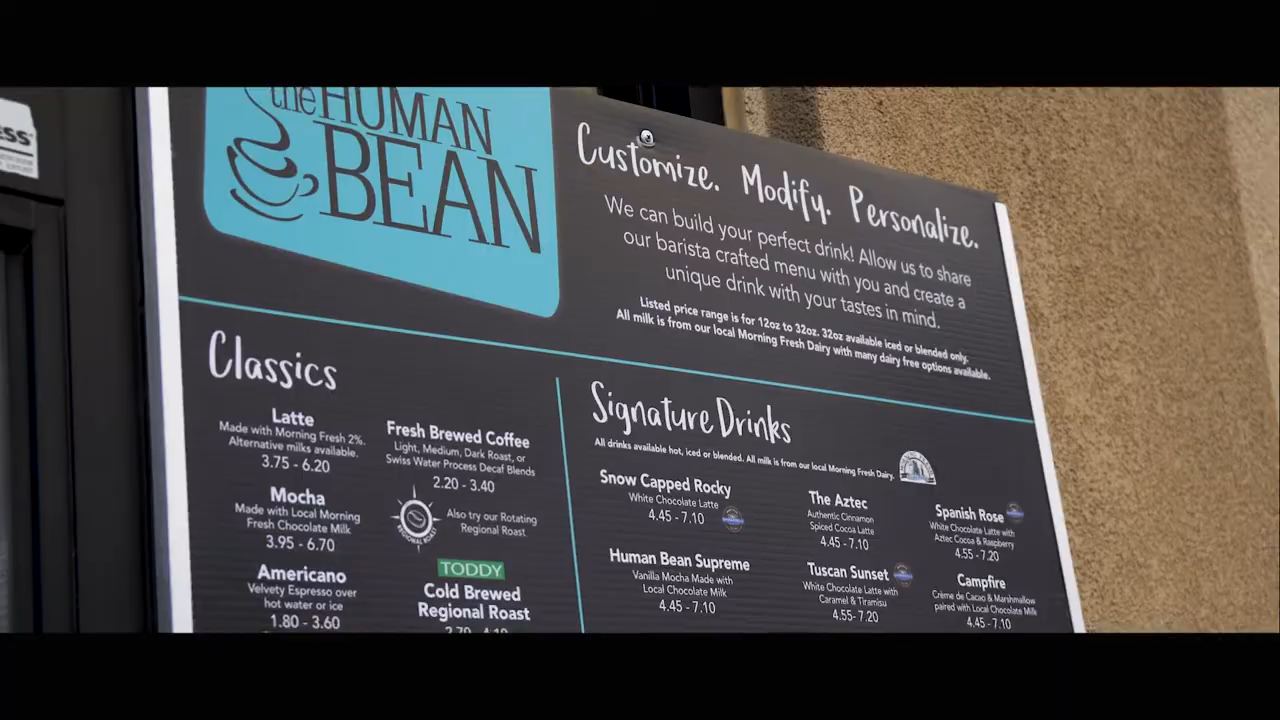 ESS
the HUMAN
BEAN
Customize. Modify. Personalize.
We can build your perfect drink! Allow us to share
our barista crafted menu with you and create a
unique drink with your tastes in mind.
Listed price range is for 12oz to 32oz. 32oz available iced or blended only.
All milk is from our local Morning Fresh Dairy with many dairy free options available.
Classics
Latte
Made with Morning Fresh 2%.
Alternative milks available.
3.75 - 6.20
Mocha
Made with Local Morning
Fresh Chocolate Milk
3.95 - 6.70
Americano
Velvety Espresso over
hot water or ice
1.80 - 3.60
Fresh Brewed Coffee
Light, Medium, Dark Roast, or
Swiss Water Process Decaf Blends
2.20 - 3.40
REGIONAL ROAST
Also try our Rotating
Regional Roast
TODDY
Cold Brewed
Regional Roast
2.70 - 4.10
Signature Drinks
All drinks available hot, iced or blended. All milk is from our local Morning Fresh Dairy.
Snow Capped Rocky
White Chocolate Latte
4.45 - 7.10
Human Bean Supreme
Vanilla Mocha Made with
Local Chocolate Milk
4.45 - 7.10
The Aztec
Authentic Cinnamon
Spiced Cocoa Latte
4.45 - 7.10
Tuscan Sunset
White Chocolate Latte with
Caramel & Tiramisu
4.55- 7.20
Spanish Rose
White Chocolate Latte with
Aztec Cocoa & Raspberry
4.55 - 7.20
Campfire
Crème de Cacao & Marshmallow
paired with Local Chocolate Milk
4.45 - 7.10